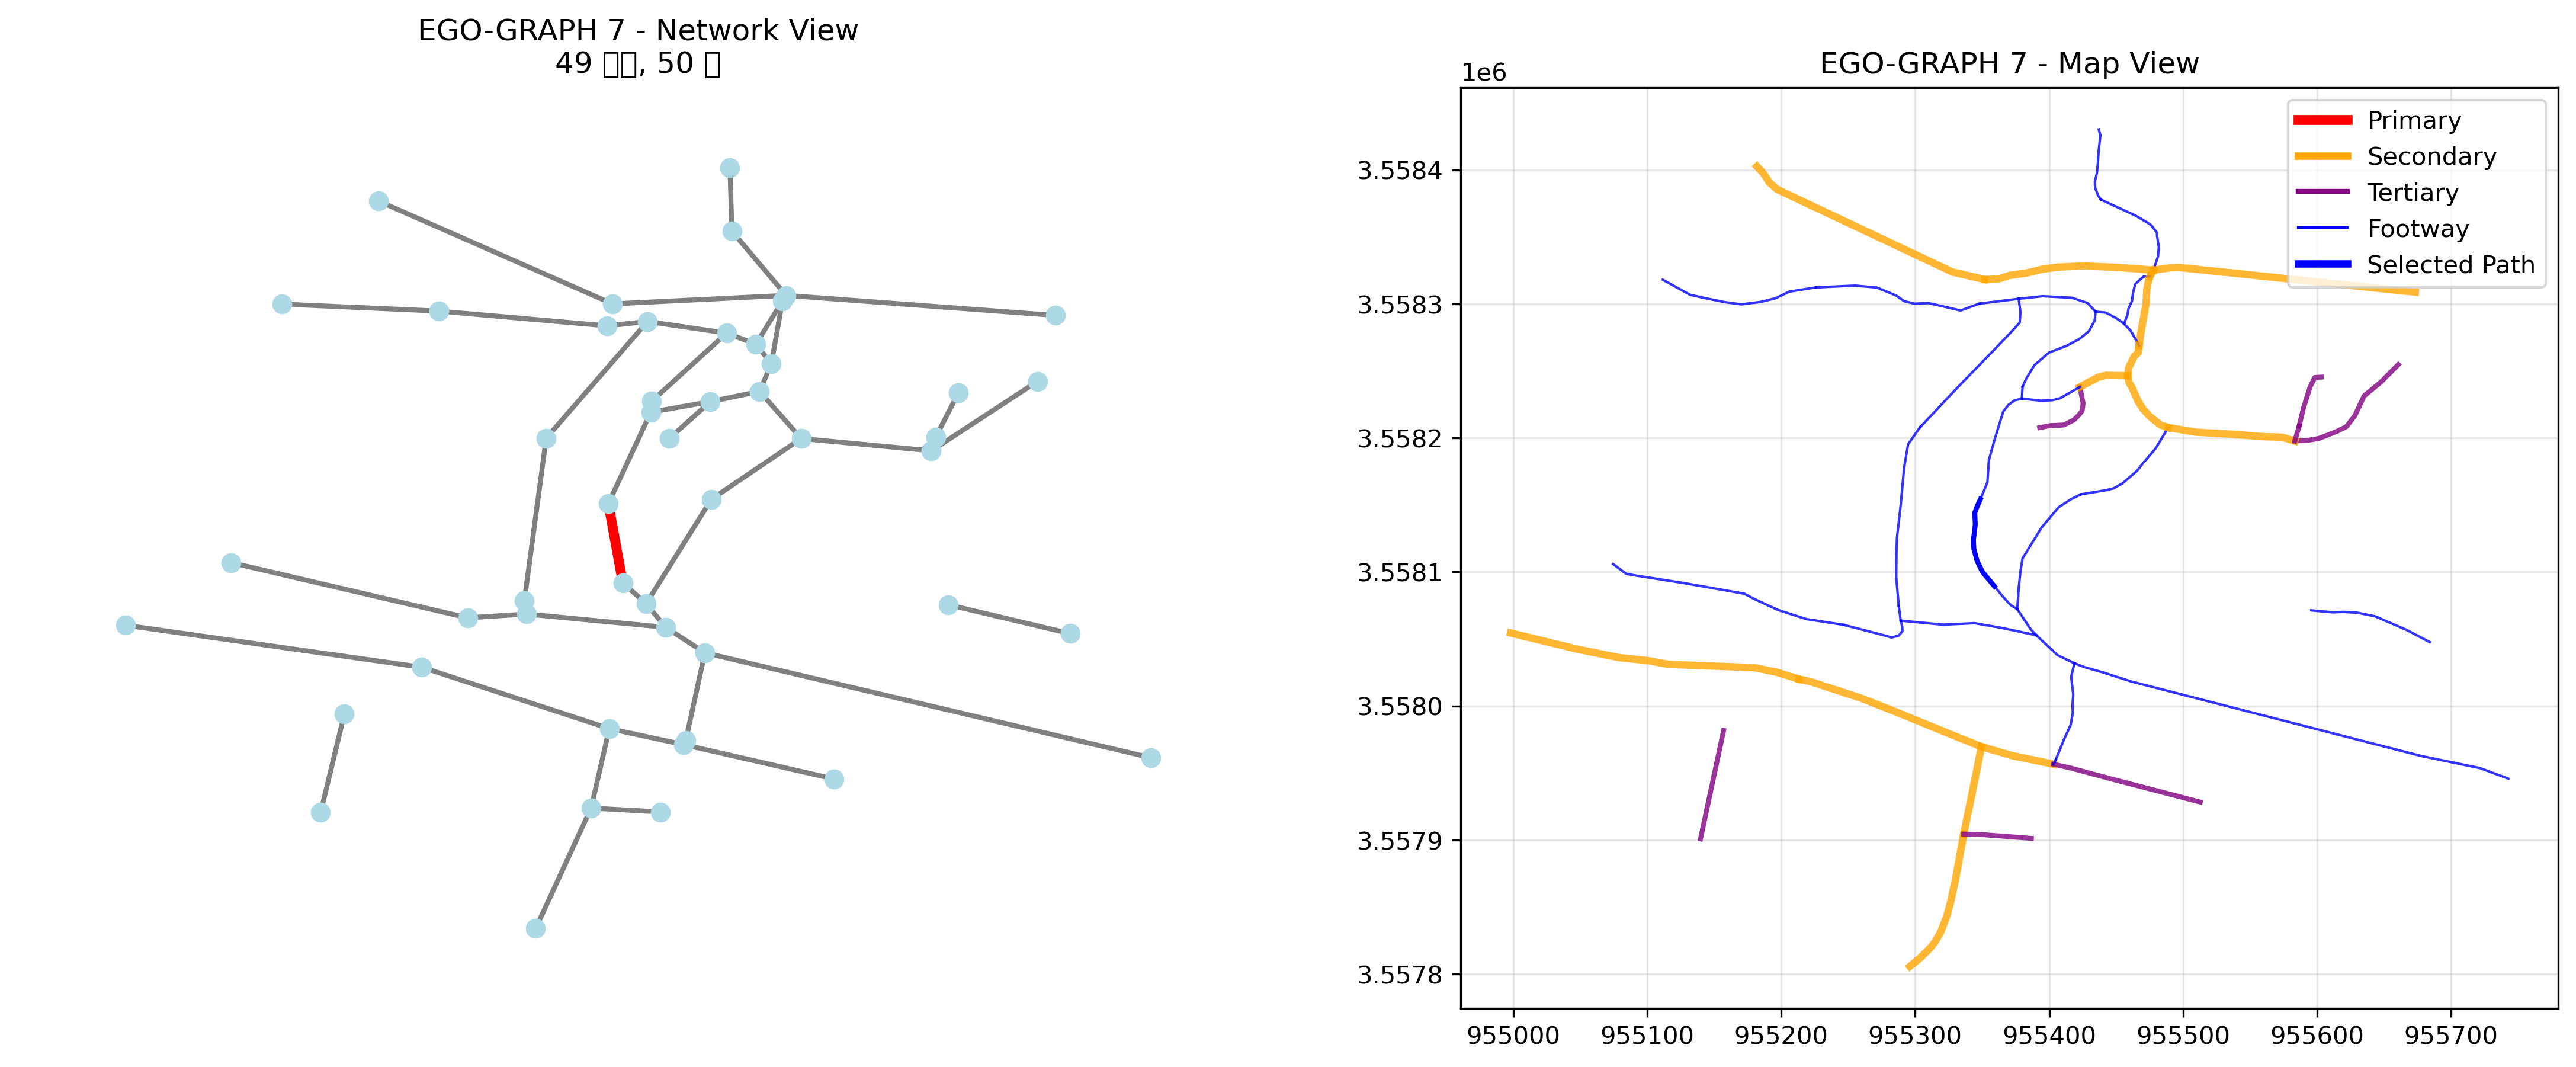 EGO-GRAPH 7 - Network View
49 , 50
EGO-GRAPH 7 - Map View
1e6
3.5584
3.5583
3.5582
3.5581
3.5580
3.5579
3.5578
955000 955100 955200 955300 955400 955500 955600 955700
Primary
Secondary
Tertiary
Footway
Selected Path